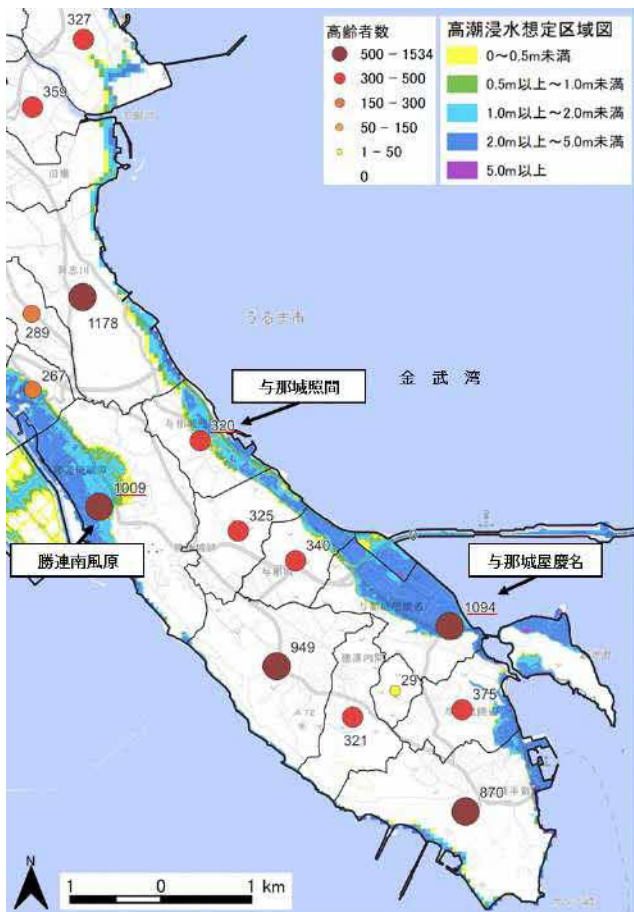 高齢者数
500 - 1534
300 - 500
150 - 300
50 - 150
1 - 50
0
高潮浸水想定区域図
0～0.5m未満
0.5m以上～1.0m未満
1.0m以上～2.0m未満
2.0m以上～5.0m未満
5.0m以上
327
359
1178
うるま市
289
267
与那城照間
金武湾
320
1009
325
340
勝連南風原
与那城屋慶名
1094
949
29
375
321
870
N
1 0 1 km